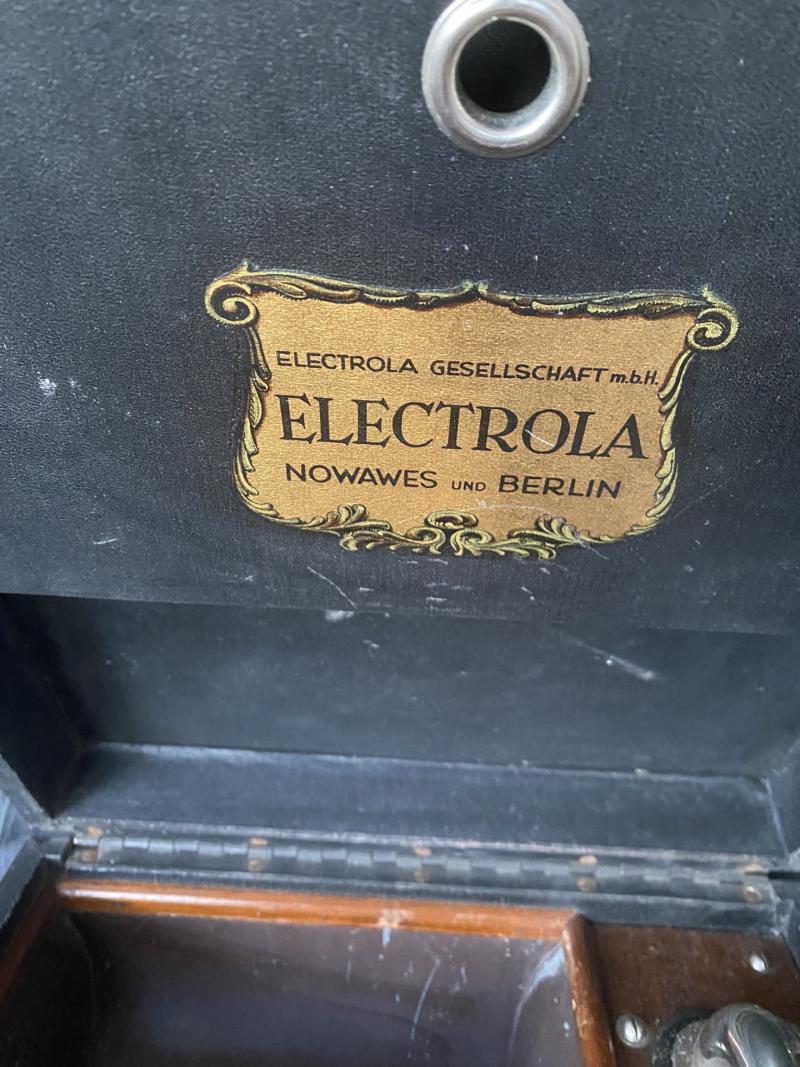 ELECTROLA GESELLSCHAFT m.b.H.
ELECTROLA
NOWAWES UND BERLIN